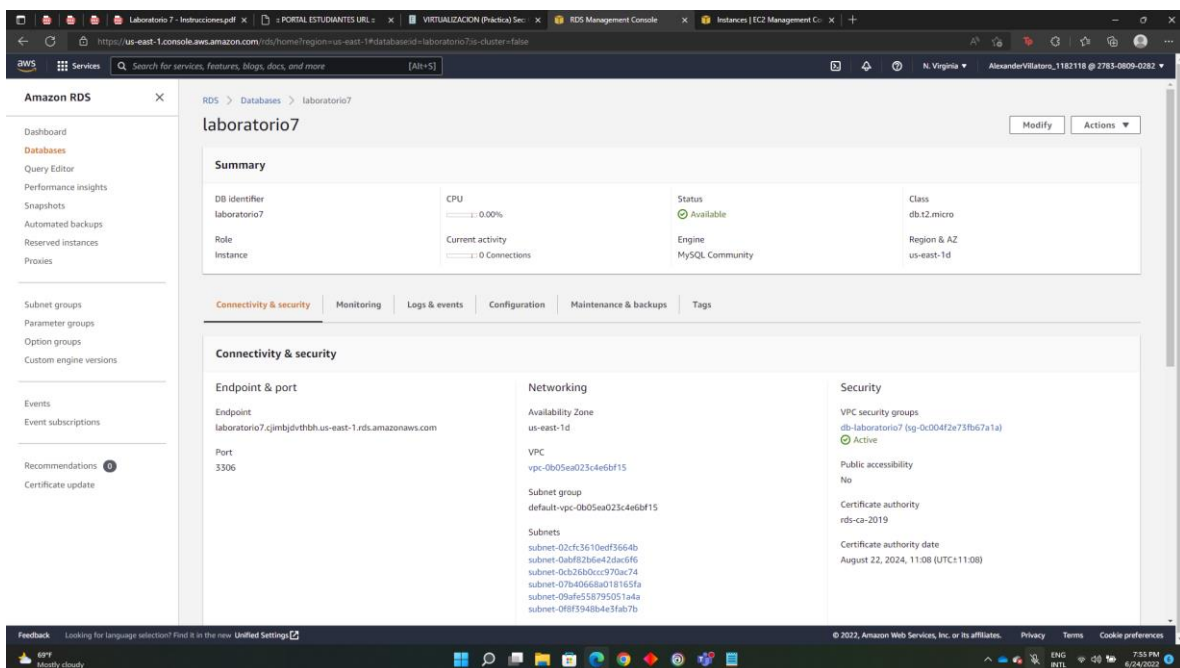 Laboratorio 7 - Instrucciones.pdf
:: PORTAL ESTUDIANTES URL ::
VIRTUALIZACION (Práctica) Sec
RDS Management Console
Instances | EC2 Management Co
https://us-east-1.console.aws.amazon.com/rds/home?region=us-east-1#database:id=laboratorio7;is-cluster=false
aws
Services
Search for services, features, blogs, docs, and more
[Alt+S]
N. Virginia
AlexanderVillatoro_1182118 @ 2783-0809-0282
Amazon RDS
Dashboard
Databases
Query Editor
Performance insights
Snapshots
Automated backups
Reserved instances
Proxies
Subnet groups
Parameter groups
Option groups
Custom engine versions
Events
Event subscriptions
Recommendations 0
Certificate update
RDS > Databases > laboratorio7
laboratorio7
Modify
Actions
Summary
DB identifier
laboratorio7
CPU
0.00%
Status
Available
Class
db.t2.micro
Role
Instance
Current activity
0 Connections
Engine
MySQL Community
Region & AZ
us-east-1d
Connectivity & security
Monitoring
Logs & events
Configuration
Maintenance & backups
Tags
Connectivity & security
Endpoint & port
Endpoint
laboratorio7.cjimbjdvthbh.us-east-1.rds.amazonaws.com
Port
3306
Networking
Availability Zone
us-east-1d
VPC
vpc-0b05ea023c4e6bf15
Subnet group
default-vpc-0b05ea023c4e6bf15
Subnets
subnet-02cfc3610edf3664b
subnet-0abf82b6e42dac6f6
subnet-0cb26b0ccc970ac74
subnet-07b40668a018165fa
subnet-09afe558795051a4a
subnet-0f8f3948b4e3fab7b
Security
VPC security groups
db-laboratorio7 (sg-0c004f2e73fb67a1a)
Active
Public accessibility
No
Certificate authority
rds-ca-2019
Certificate authority date
August 22, 2024, 11:08 (UTC±11:08)
Feedback
Looking for language selection? Find it in the new Unified Settings
© 2022, Amazon Web Services, Inc. or its affiliates.
Privacy
Terms
Cookie preferences
69°F
Mostly cloudy
ENG
INTL
7:55 PM
6/24/2022